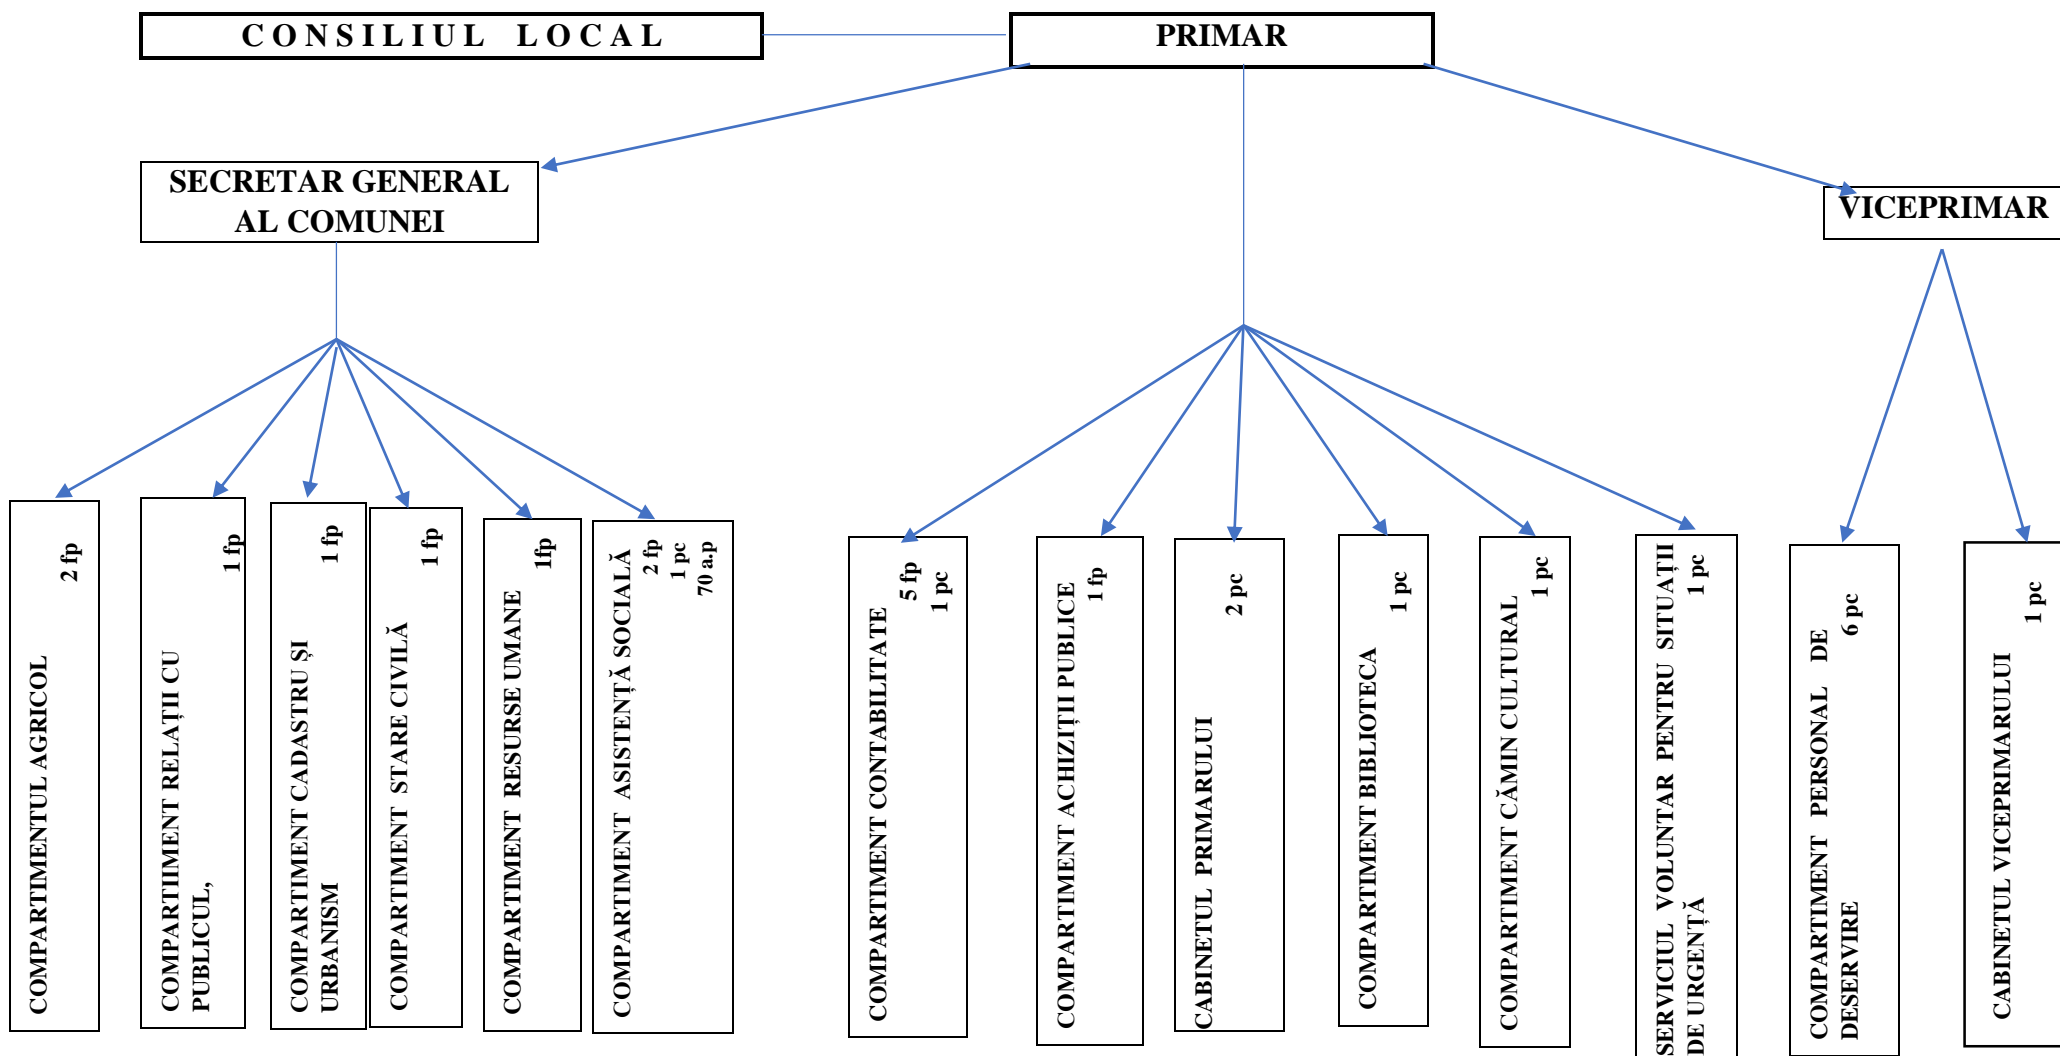 CONSILIUL LOCAL
PRIMAR
SECRETAR GENERAL
AL COMUNEI
VICEPRIMAR
COMPARTIMENTUL AGRICOL
2 fp
COMPARTIMENT RELAȚII CU
PUBLICUL,
1 fp
COMPARTIMENT CADASTRU ȘI
URBANISM
1 fp
COMPARTIMENT STARE CIVILĂ
1 fp
COMPARTIMENT RESURSE UMANE
1fp
COMPARTIMENT ASISTENȚĂ SOCIALĂ
2 fp
1 pc
70 a.p
COMPARTIMENT CONTABILITATE
5 fp
1 pc
COMPARTIMENT ACHIZIȚII PUBLICE
1 fp
CABINETUL PRIMARULUI
2 pc
COMPARTIMENT BIBLIOTECA
1 pc
COMPARTIMENT CĂMIN CULTURAL
1 pc
SERVICIUL VOLUNTAR PENTRU SITUAȚII
DE URGENȚĂ
1 pc
COMPARTIMENT PERSONAL DE
DESERVIRE
6 pc
CABINETUL VICEPRIMARULUI
1 pc